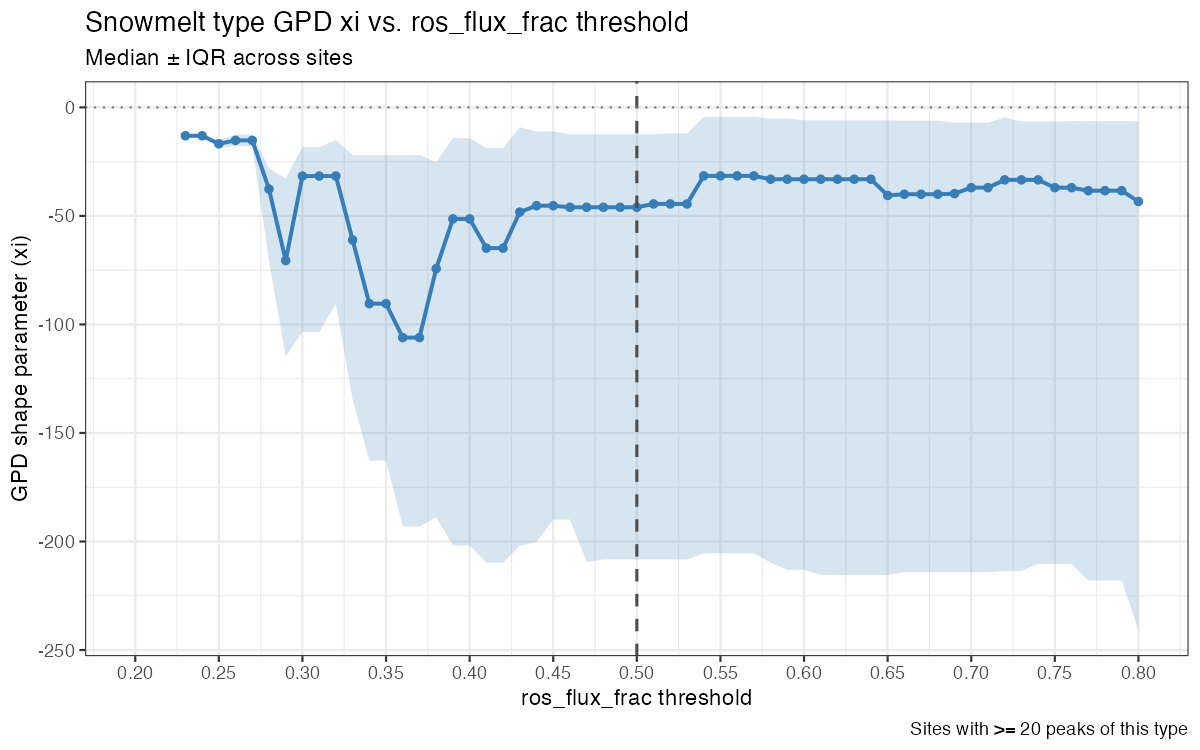 Snowmelt type GPD xi vs. ros_flux_frac threshold
Median ± IQR across sites
GPD shape parameter (xi)
0
-50
-100
-150
-200
-250
0.20 0.25 0.30 0.35 0.40 0.45 0.50 0.55 0.60 0.65 0.70 0.75 0.80
ros_flux_frac threshold
Sites with >= 20 peaks of this type